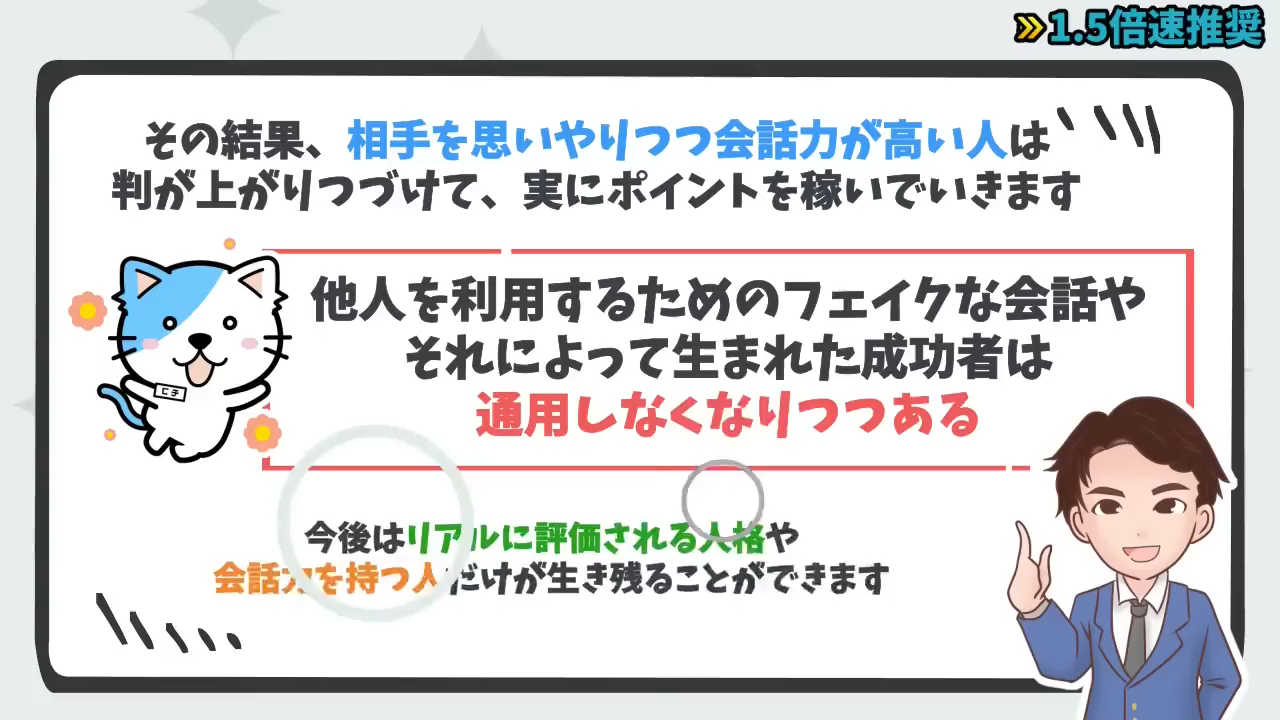 1.5倍速推奨
その結果、相手を思いやりつつ会話力が高い人は
判が上がりつづけて、実にポイントを稼いでいきます
他人を利用するためのフェイクな会話や
それによって生まれた成功者は
通用しなくなりつつある
ヒチ
今後はリアルに評価される人格や
会話力を持つ人だけが生き残ることができます